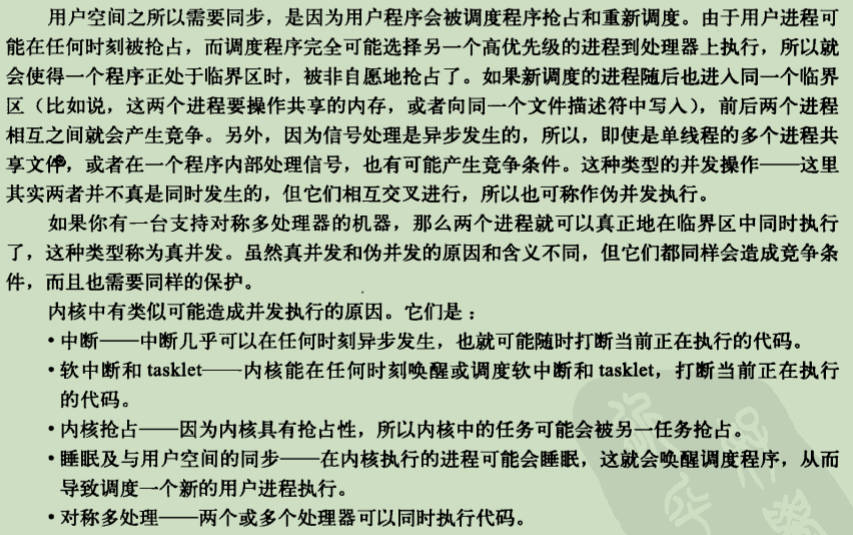 用户空间之所以需要同步，是因为用户程序会被调度程序抢占和重新调度。由于用户进程可
能在任何时刻被抢占，而调度程序完全可能选择另一个高优先级的进程到处理器上执行，所以就
会使得一个程序正处于临界区时，被非自愿地抢占了。如果新调度的进程随后也进入同一个临界
区（比如说，这两个进程要操作共享的内存，或者向同一个文件描述符中写入），前后两个进程
相互之间就会产生竞争。另外，因为信号处理是异步发生的，所以，即使是单线程的多个进程共
享文件，或者在一个程序内部处理信号，也有可能产生竞争条件。这种类型的并发操作——这里
其实两者并不真是同时发生的，但它们相互交叉进行，所以也可称作伪并发执行。
如果你有一台支持对称多处理器的机器，那么两个进程就可以真正地在临界区中同时执行
了，这种类型称为真并发。虽然真并发和伪并发的原因和含义不同，但它们都同样会造成竞争条
件，而且也需要同样的保护。
内核中有类似可能造成并发执行的原因。它们是：
•中断——中断几乎可以在任何时刻异步发生，也就可能随时打断当前正在执行的代码。
•软中断和 tasklet——内核能在任何时刻唤醒或调度软中断和 tasklet，打断当前正在执行
的代码。
•内核抢占——因为内核具有抢占性，所以内核中的任务可能会被另一任务抢占。
•睡眠及与用户空间的同步——在内核执行的进程可能会睡眠，这就会唤醒调度程序，从而
导致调度一个新的用户进程执行。
•对称多处理——两个或多个处理器可以同时执行代码。